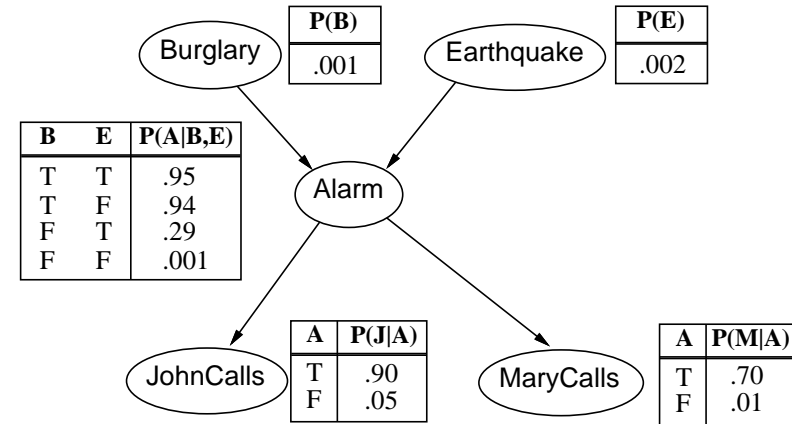 Burglary
P(B)
.001
Earthquake
P(E)
.002
B E P(A|B,E)
T T .95
T F .94
F T .29
F F .001
Alarm
JohnCalls
A P(J|A)
T .90
F .05
MaryCalls
A P(M|A)
T .70
F .01